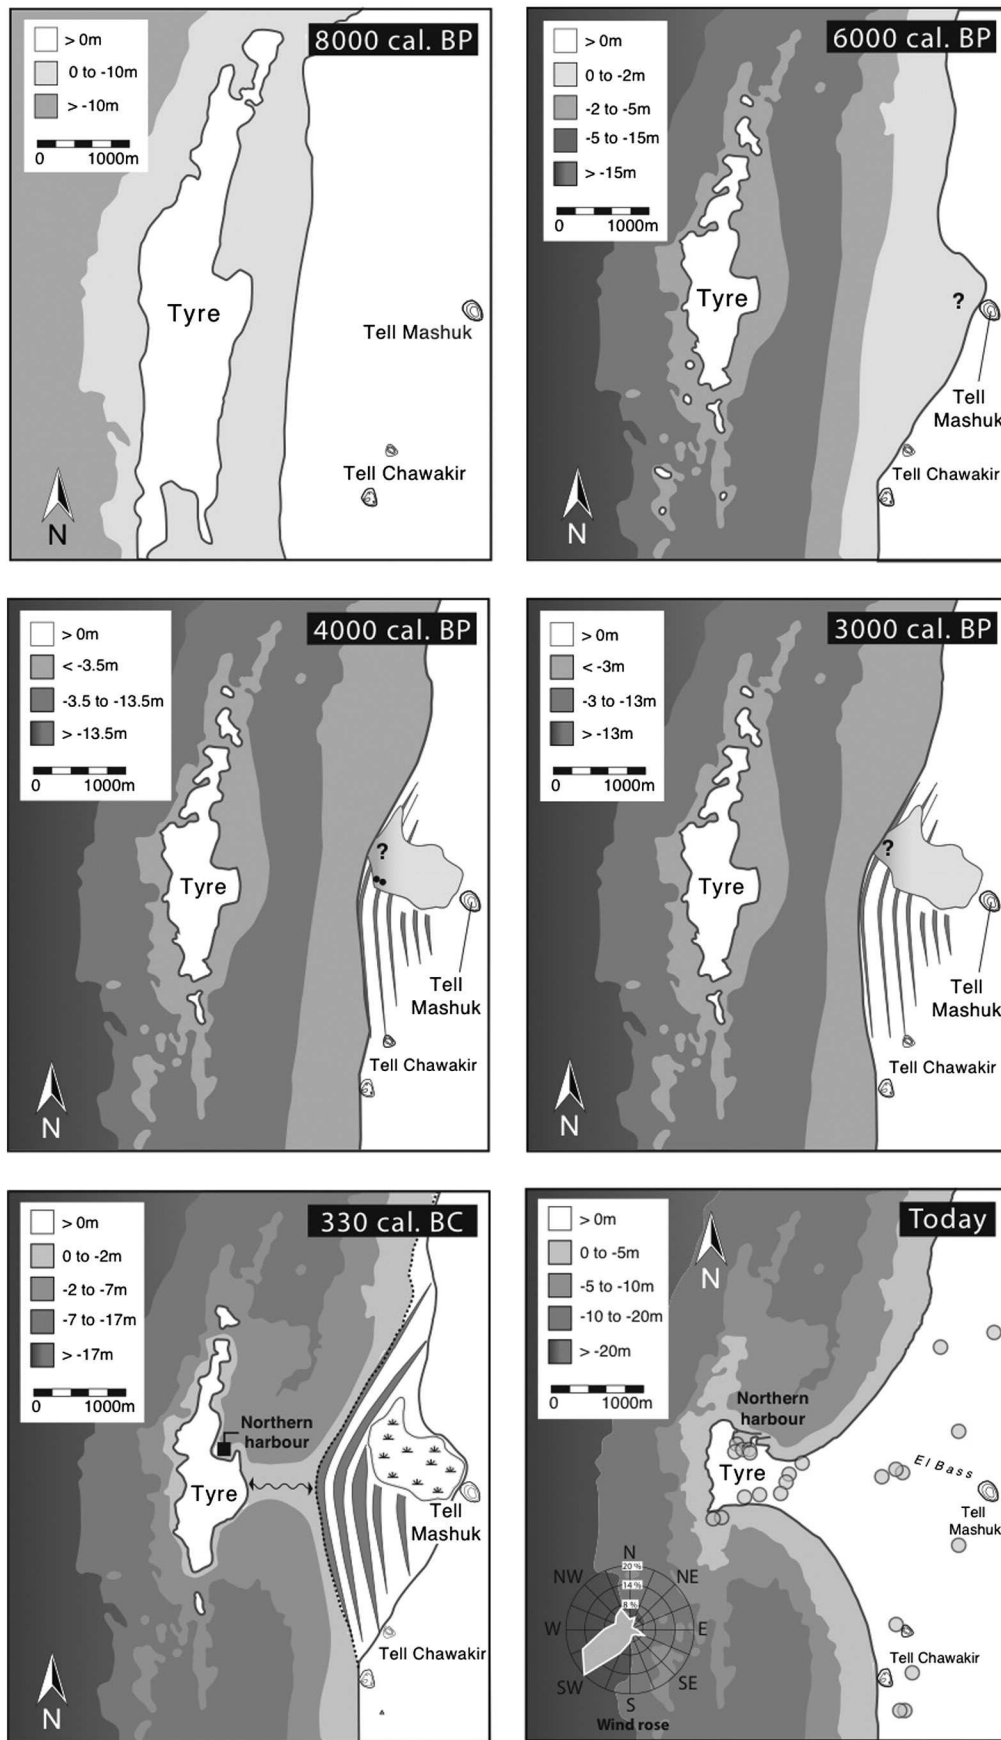 8000 cal. BP
> 0m
0 to -10m
> -10m
0 1000m
Tyre
Tell Mashuk
Tell Chawakir
N
6000 cal. BP
> 0m
0 to -2m
-2 to -5m
-5 to -15m
> -15m
0 1000m
Tyre
?
Tell
Mashuk
Tell Chawakir
N
4000 cal. BP
> 0m
< -3.5m
-3.5 to -13.5m
> -13.5m
0 1000m
?
Tyre
Tell
Mashuk
Tell Chawakir
N
3000 cal. BP
> 0m
< -3m
-3 to -13m
> -13m
0 1000m
?
Tyre
Tell
Mashuk
Tell Chawakir
N
330 cal. BC
> 0m
0 to -2m
-2 to -7m
-7 to -17m
> -17m
0 1000m
Northern
harbour
Tyre
Tell
Mashuk
Tell Chawakir
N
Today
> 0m
0 to -5m
-5 to -10m
-10 to -20m
> -20m
0 1000m
N
Northern
harbour
Tyre
El Bass
Tell
Mashuk
N
20 %
NW NE
14 %
8 %
W E
SW SE
S
Wind rose
Tell Chawakir